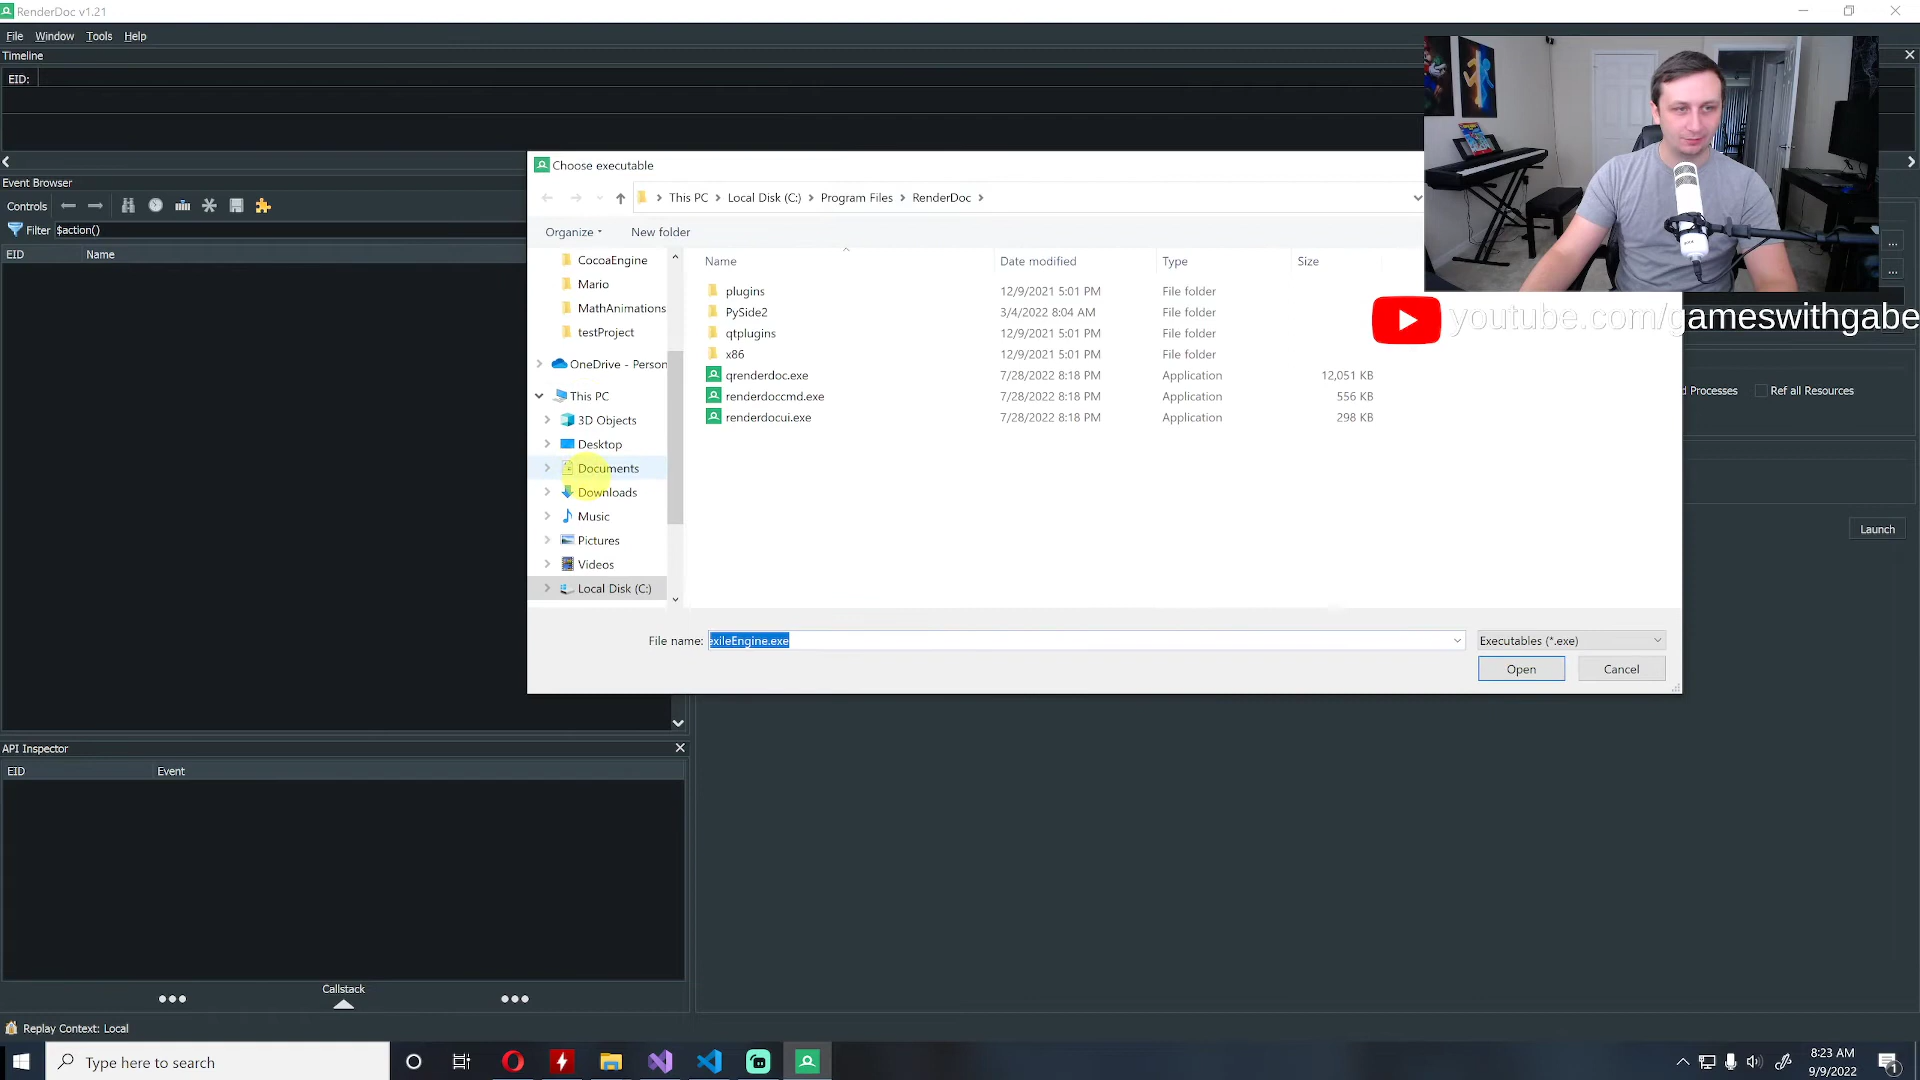 RenderDoc v1.21
File Window Tools Help
Timeline
EID:
Event Browser
Controls
Filter $action()
EID Name
Choose executable
This PC Local Disk (C:) Program Files RenderDoc
Organize New folder
CocoaEngine
Mario
MathAnimations
testProject
OneDrive - Person
This PC
3D Objects
Desktop
Documents
Downloads
Music
Pictures
Videos
Local Disk (C:)
Name Date modified Type Size
plugins 12/9/2021 5:01 PM File folder
PySide2 3/4/2022 8:04 AM File folder
qtplugins 12/9/2021 5:01 PM File folder
x86 12/9/2021 5:01 PM File folder
qrenderdoc.exe 7/28/2022 8:18 PM Application 12,051 KB
renderdoccmd.exe 7/28/2022 8:18 PM Application 556 KB
renderdocui.exe 7/28/2022 8:18 PM Application 298 KB
File name: exileEngine.exe Executables (*.exe)
Open Cancel
youtube.com/gameswithgabe
d Processes Ref all Resources
Launch
API Inspector
EID Event
Callstack
Replay Context: Local
Type here to search
8:23 AM
9/9/2022
1